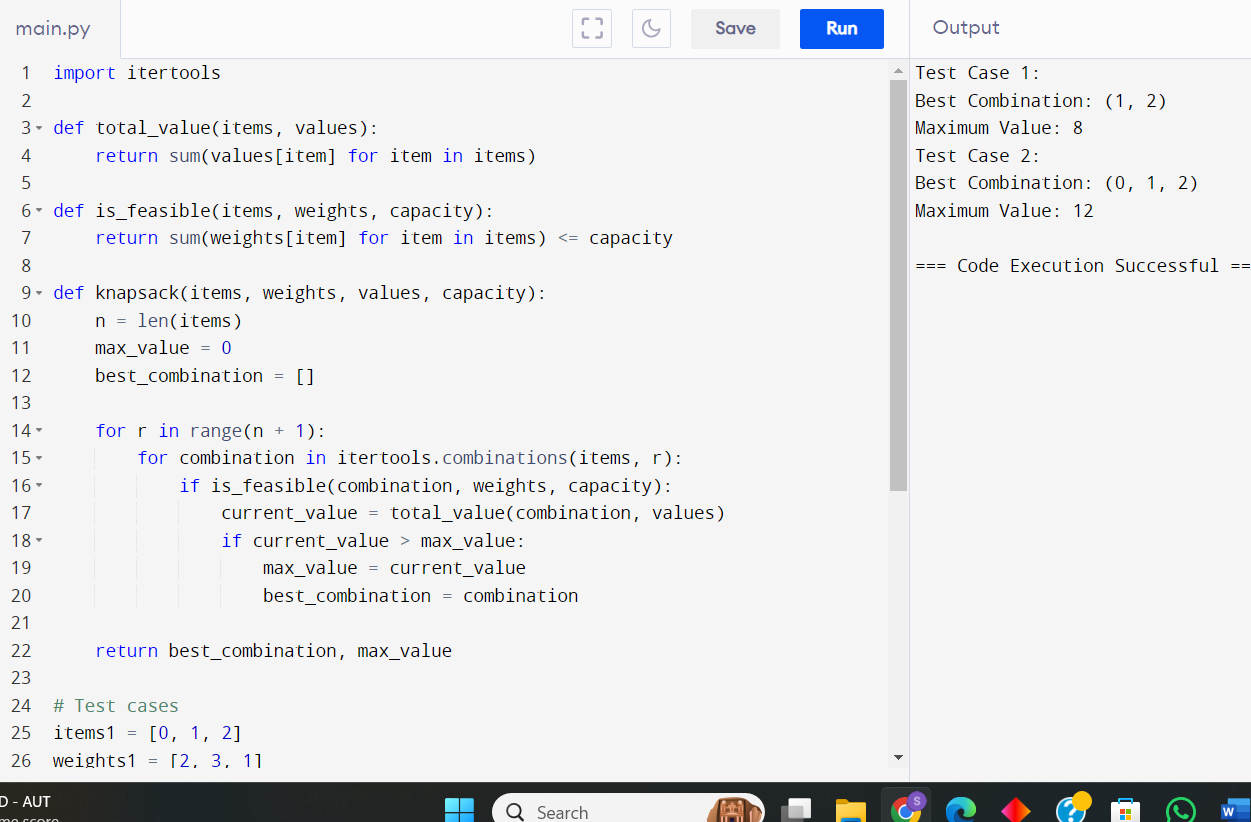 main.py
Save
Run
Output
1 import itertools
2
3 def total_value(items, values):
4     return sum(values[item] for item in items)
5
6 def is_feasible(items, weights, capacity):
7     return sum(weights[item] for item in items) <= capacity
8
9 def knapsack(items, weights, values, capacity):
10     n = len(items)
11     max_value = 0
12     best_combination = []
13
14     for r in range(n + 1):
15         for combination in itertools.combinations(items, r):
16             if is_feasible(combination, weights, capacity):
17                 current_value = total_value(combination, values)
18                 if current_value > max_value:
19                     max_value = current_value
20                     best_combination = combination
21
22     return best_combination, max_value
23
24 # Test cases
25 items1 = [0, 1, 2]
26 weights1 = [2, 3, 1]
Test Case 1:
Best Combination: (1, 2)
Maximum Value: 8
Test Case 2:
Best Combination: (0, 1, 2)
Maximum Value: 12
=== Code Execution Successful ==
D - AUT
me score
Search
S
W